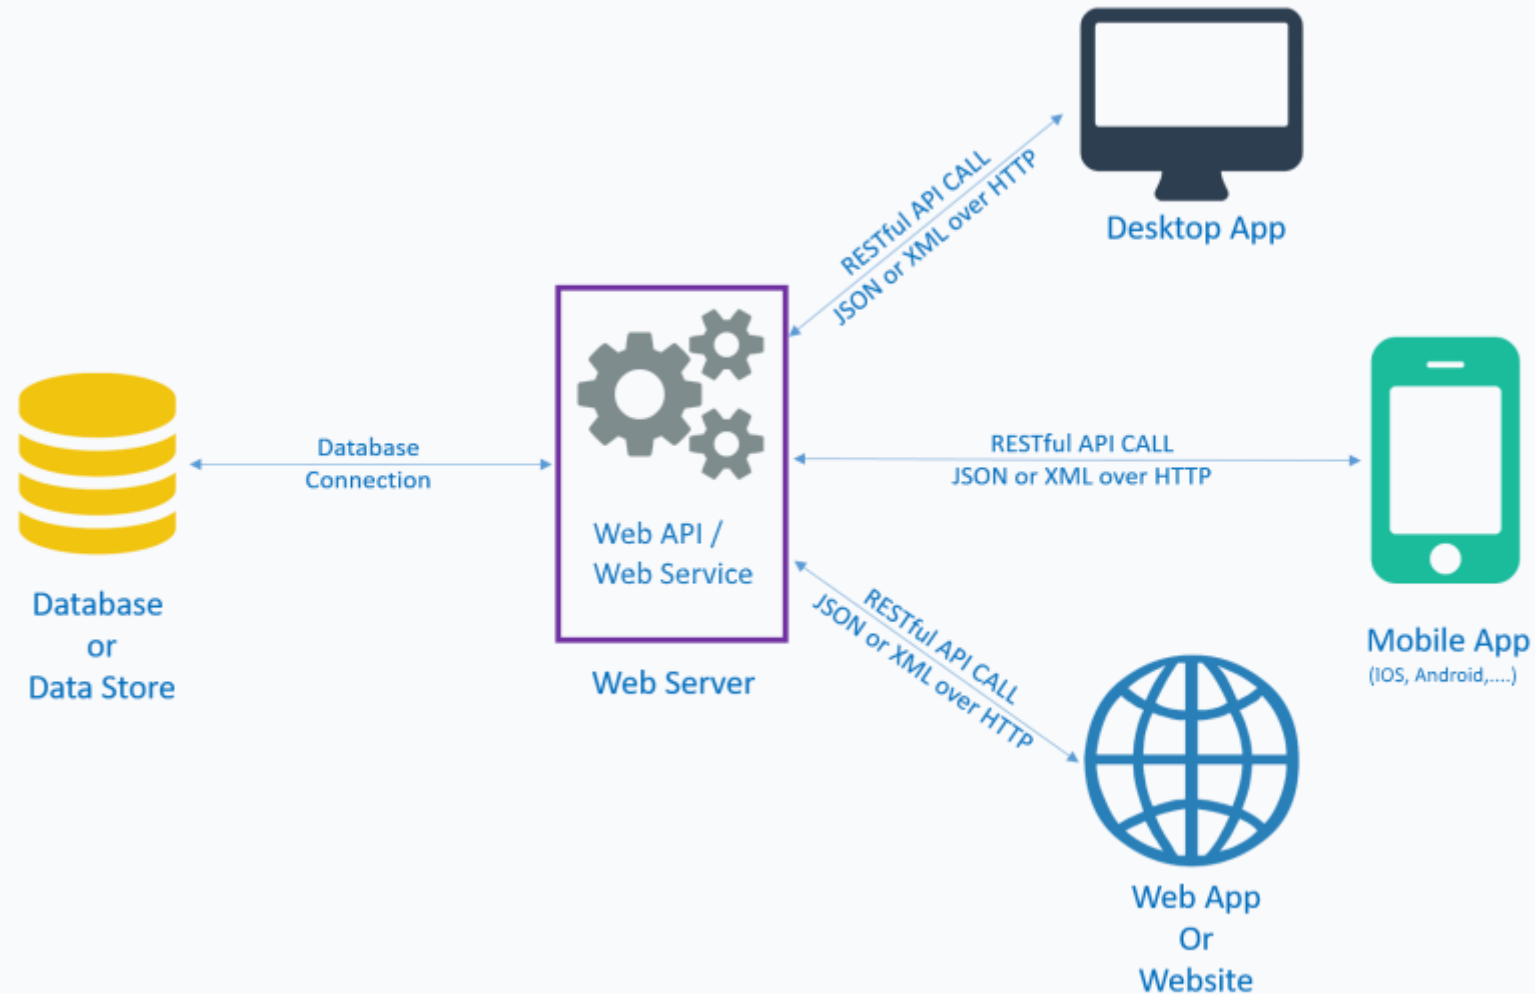 RESTful API CALL
JSON or XML over HTTP
Desktop App
Database
Connection
RESTful API CALL
JSON or XML over HTTP
Web API /
Web Service
Database
or
Data Store
Web Server
RESTful API CALL
JSON or XML over HTTP
Mobile App
(IOS, Android,....)
Web App
Or
Website